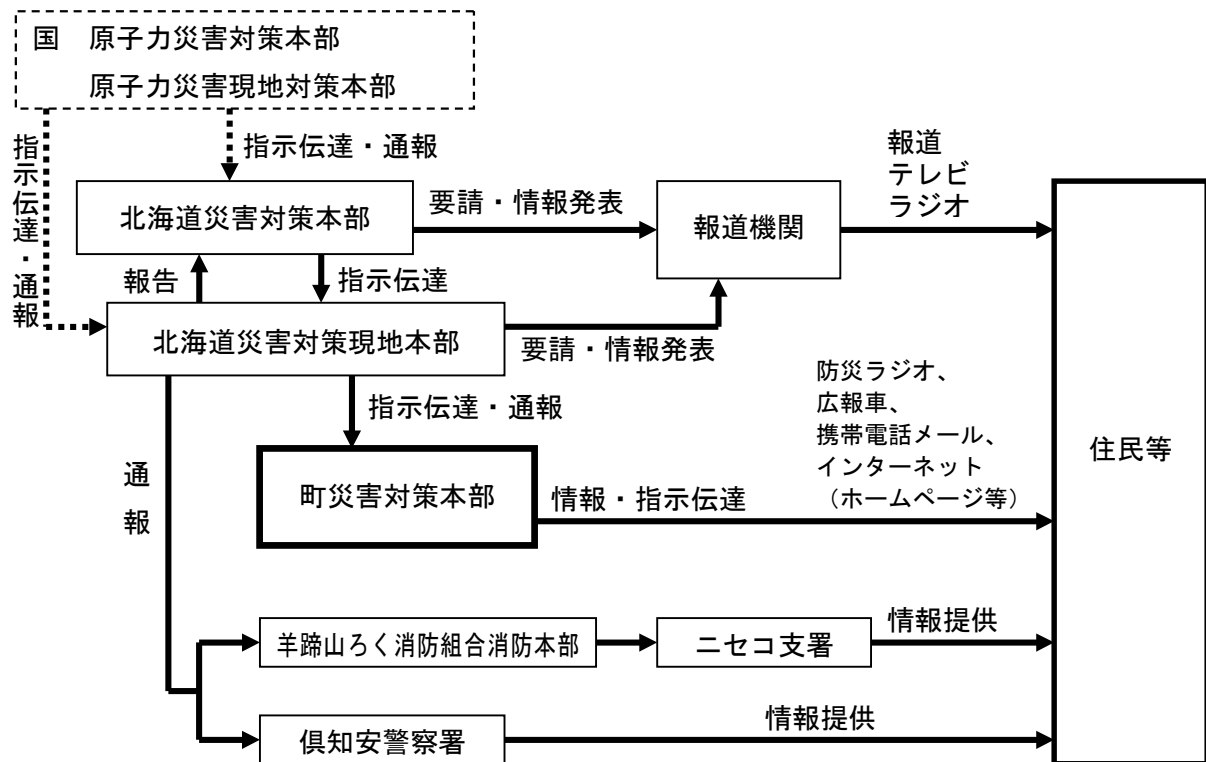 国　原子力災害対策本部
原子力災害現地対策本部
指示伝達・通報
指示伝達・通報
北海道災害対策本部
要請・情報発表
報道機関
報道
テレビ
ラジオ
報告
指示伝達
北海道災害対策現地本部
要請・情報発表
指示伝達・通報
防災ラジオ、
広報車、
携帯電話メール、
インターネット
（ホームページ等）
住民等
通報
町災害対策本部
情報・指示伝達
羊蹄山ろく消防組合消防本部
ニセコ支署
情報提供
倶知安警察署
情報提供